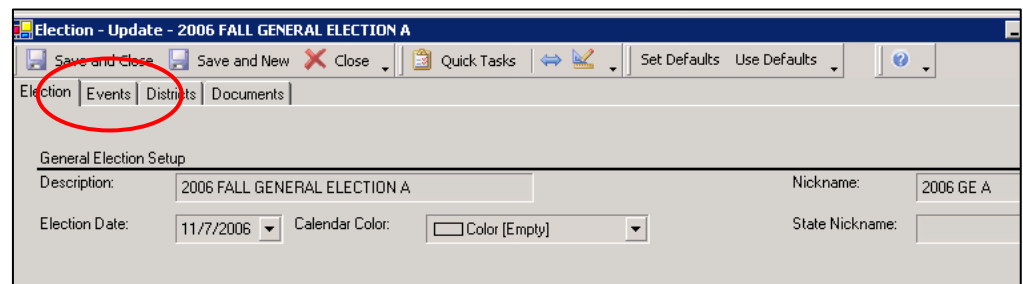 Election - Update - 2006 FALL GENERAL ELECTION A
Save and Close Save and New Close Quick Tasks Set Defaults Use Defaults
Election Events Districts Documents
General Election Setup
Description: 2006 FALL GENERAL ELECTION A Nickname: 2006 GE A
Election Date: 11/7/2006 Calendar Color: Color [Empty] State Nickname: